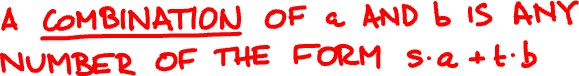 A COMBINATION OF a AND b IS ANY
NUMBER OF THE FORM s·a + t·b